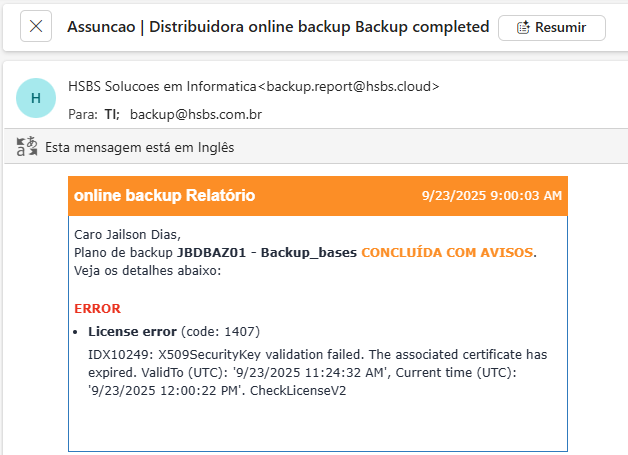 Assuncao | Distribuidora online backup Backup completed
Resumir
H
HSBS Solucoes em Informatica<backup.report@hsbs.cloud>
Para: TI; backup@hsbs.com.br
Esta mensagem está em Inglês
online backup Relatório 9/23/2025 9:00:03 AM
Caro Jailson Dias,
Plano de backup JBDBAZ01 - Backup_bases CONCLUÍDA COM AVISOS.
Veja os detalhes abaixo:
ERROR
• License error (code: 1407)
IDX10249: X509SecurityKey validation failed. The associated certificate has
expired. ValidTo (UTC): '9/23/2025 11:24:32 AM', Current time (UTC):
'9/23/2025 12:00:22 PM'. CheckLicenseV2